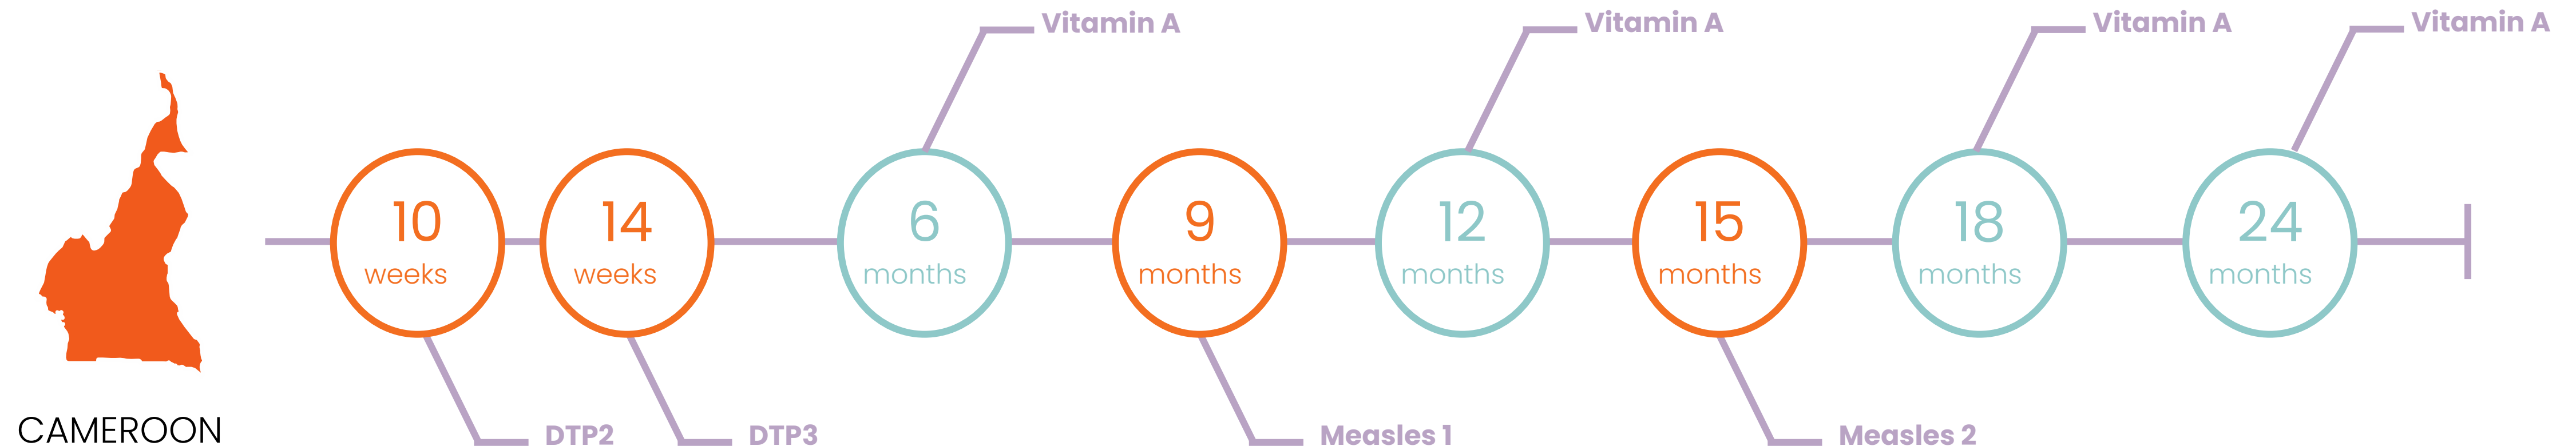 Vitamin A
Vitamin A
Vitamin A
Vitamin A
10
weeks
14
weeks
6
months
9
months
12
months
15
months
18
months
24
months
CAMEROON
DTP2
DTP3
Measles 1
Measles 2